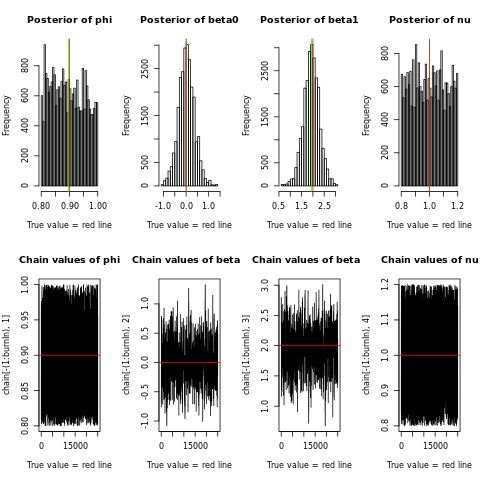 Posterior of phi
Posterior of beta0
Posterior of beta1
Posterior of nu
Frequency
0 200 400 600 800
0.80 0.90 1.00
True value = red line
Frequency
0 500 1500 2500
-1.0 0.0 1.0
True value = red line
Frequency
0 500 1500 2500
0.5 1.5 2.5
True value = red line
Frequency
0 200 400 600 800
0.8 1.0 1.2
True value = red line
Chain values of phi
Chain values of beta
Chain values of beta
Chain values of nu
chain[-(1:burnIn), 1]
0.80 0.85 0.90 0.95 1.00
0 15000
True value = red line
chain[-(1:burnIn), 2]
-1.0 -0.5 0.0 0.5 1.0
0 15000
True value = red line
chain[-(1:burnIn), 3]
1.0 1.5 2.0 2.5 3.0
0 15000
True value = red line
chain[-(1:burnIn), 4]
0.8 0.9 1.0 1.1 1.2
0 15000
True value = red line